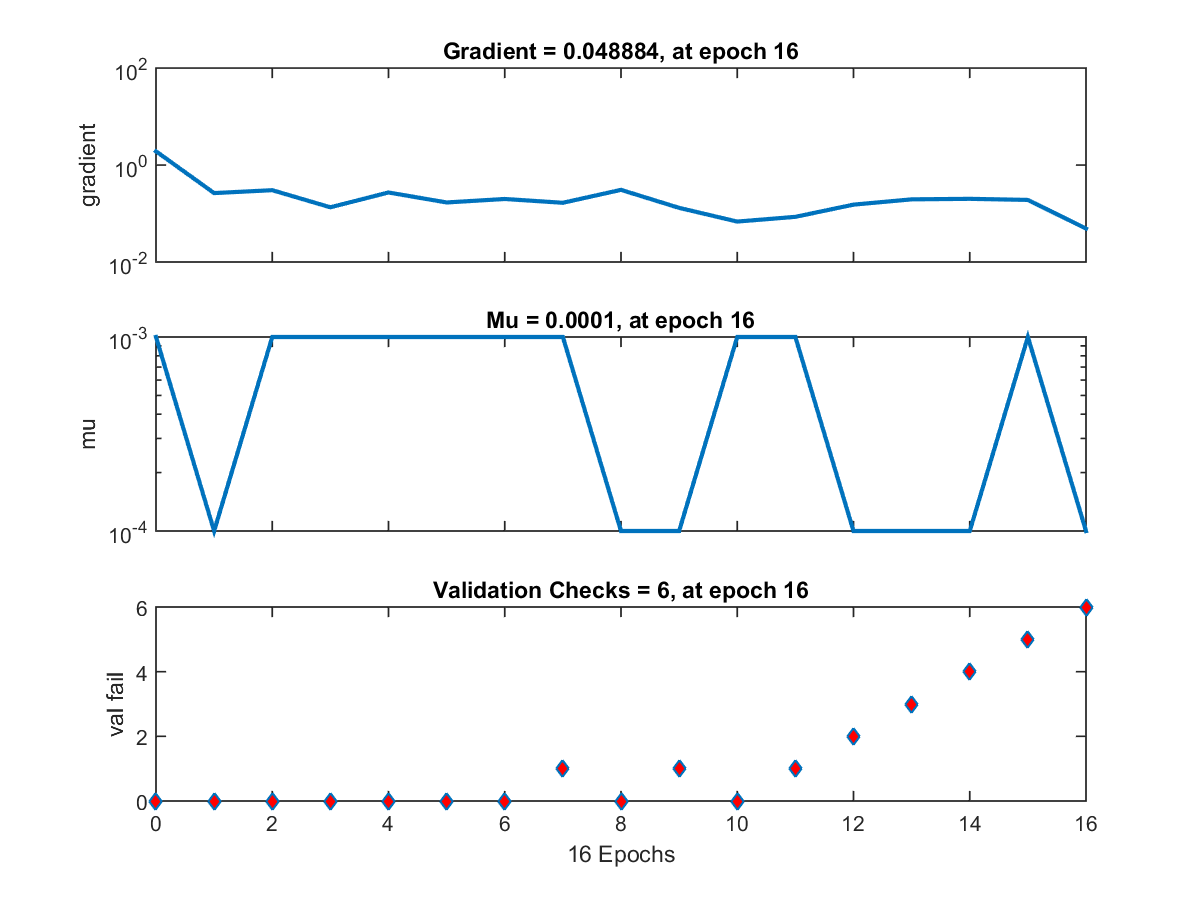 Gradient = 0.048884, at epoch 16
10^2
10^0
10^-2
gradient
Mu = 0.0001, at epoch 16
10^-3
10^-4
mu
Validation Checks = 6, at epoch 16
6
4
2
0
val fail
0 2 4 6 8 10 12 14 16
16 Epochs